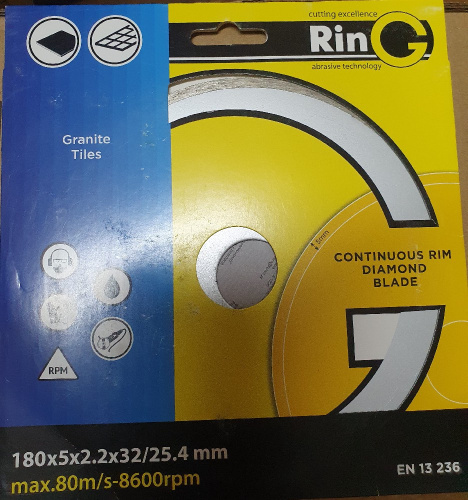 cutting excellence
RinG
abrasive technology
Granite
Tiles
5mm
CONTINUOUS RIM
DIAMOND
BLADE
RPM
180x5x2.2x32/25.4 mm
max.80m/s-8600rpm
EN 13 236